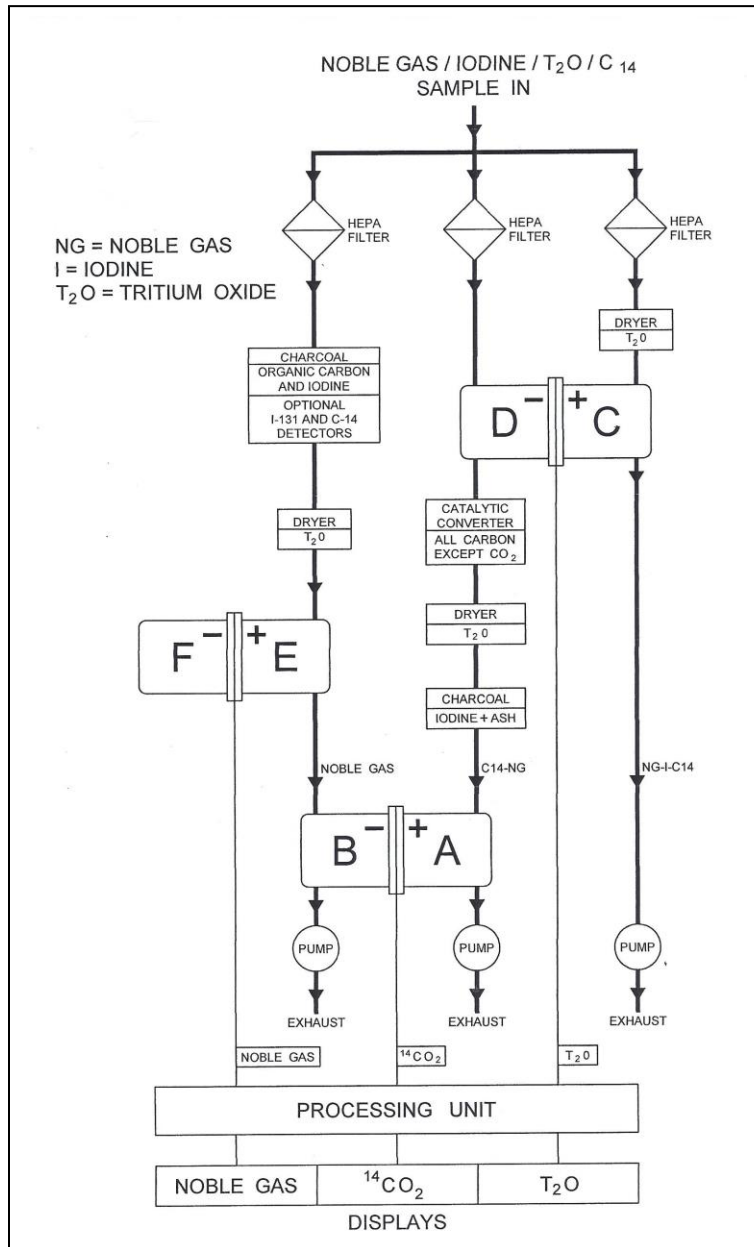 NOBLE GAS / IODINE / T₂O / C₁₄
SAMPLE IN
HEPA
FILTER
HEPA
FILTER
HEPA
FILTER
NG = NOBLE GAS
I = IODINE
T₂O = TRITIUM OXIDE
DRYER
T₂O
CHARCOAL
ORGANIC CARBON
AND IODINE
OPTIONAL
I-131 AND C-14
DETECTORS
D - + C
CATALYTIC
CONVERTER
ALL CARBON
EXCEPT CO₂
DRYER
T₂O
DRYER
T₂O
F - + E
CHARCOAL
IODINE + ASH
NOBLE GAS
C14-NG
NG-I-C14
B - + A
PUMP
PUMP
PUMP
EXHAUST
EXHAUST
EXHAUST
NOBLE GAS
¹⁴CO₂
T₂O
PROCESSING UNIT
NOBLE GAS
¹⁴CO₂
T₂O
DISPLAYS